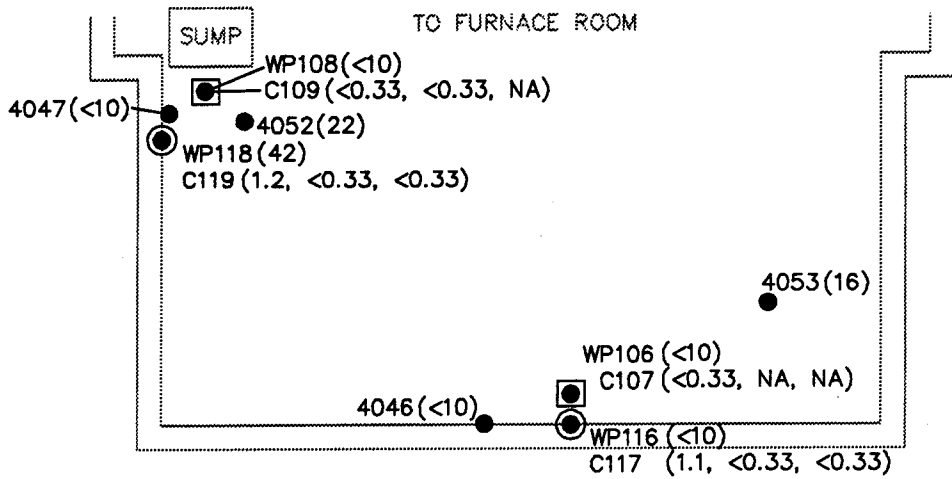 TO FURNACE ROOM
SUMP
WP108(<10)
C109(<0.33, <0.33, NA)
4047(<10)
4052(22)
WP118(42)
C119(1.2, <0.33, <0.33)
4053(16)
WP106(<10)
C107(<0.33, NA, NA)
4046(<10)
WP116(<10)
C117 (1.1, <0.33, <0.33)